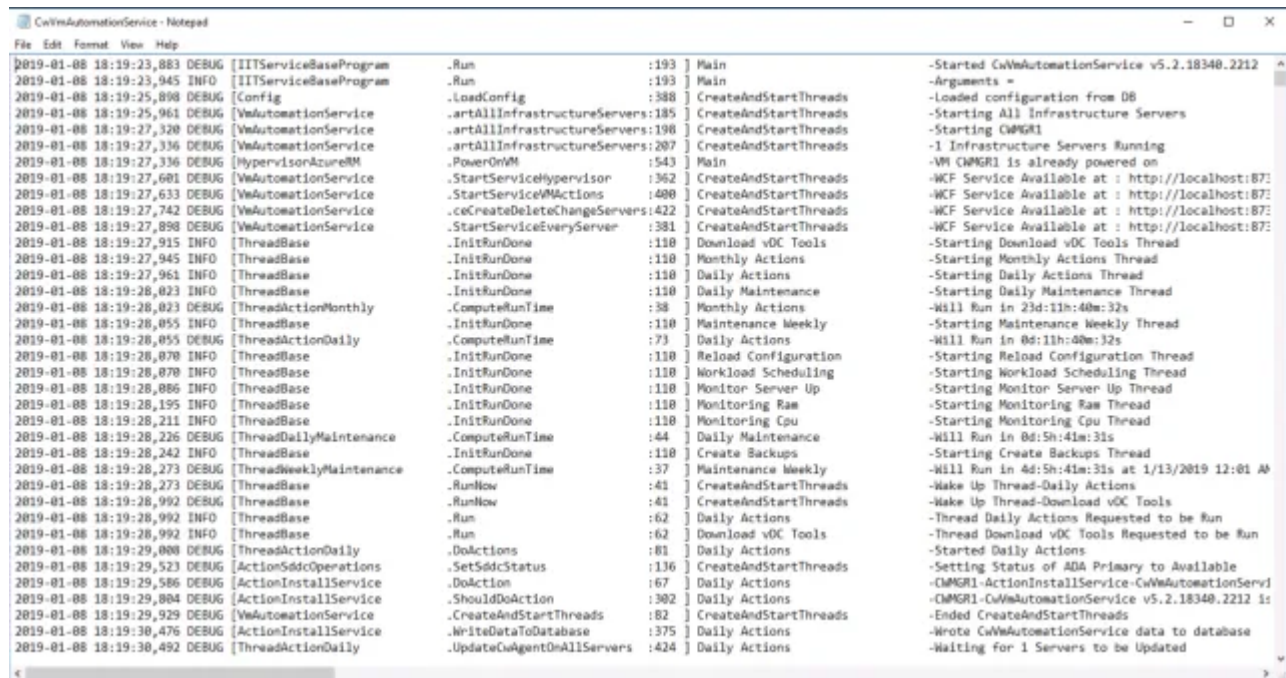 CwVmAutomationService - Notepad
File Edit Format View Help
2019-01-08 18:19:23,883 DEBUG [IITServiceBaseProgram .Run :193 ] Main -Started CwVmAutomationService v5.2.18340.2212
2019-01-08 18:19:23,945 INFO [IITServiceBaseProgram .Run :193 ] Main -Arguments =
2019-01-08 18:19:25,898 DEBUG [Config .LoadConfig :388 ] CreateAndStartThreads -Loaded configuration from DB
2019-01-08 18:19:25,961 DEBUG [VmAutomationService .artAllInfrastructureServers:185 ] CreateAndStartThreads -Starting All Infrastructure Servers
2019-01-08 18:19:27,320 DEBUG [VmAutomationService .artAllInfrastructureServers:198 ] CreateAndStartThreads -Starting CWMGR1
2019-01-08 18:19:27,336 DEBUG [VmAutomationService .artAllInfrastructureServers:207 ] CreateAndStartThreads -1 Infrastructure Servers Running
2019-01-08 18:19:27,336 DEBUG [HypervisorAzureRM .PowerOnVM :543 ] Main -VM CWMGR1 is already powered on
2019-01-08 18:19:27,601 DEBUG [VmAutomationService .StartServiceHypervisor :362 ] CreateAndStartThreads -WCF Service Available at : http://localhost:873
2019-01-08 18:19:27,633 DEBUG [VmAutomationService .StartServiceVMActions :400 ] CreateAndStartThreads -WCF Service Available at : http://localhost:873
2019-01-08 18:19:27,742 DEBUG [VmAutomationService .ceCreateDeleteChangeServers:422 ] CreateAndStartThreads -WCF Service Available at : http://localhost:873
2019-01-08 18:19:27,898 DEBUG [VmAutomationService .StartServiceEveryServer :381 ] CreateAndStartThreads -WCF Service Available at : http://localhost:873
2019-01-08 18:19:27,915 INFO [ThreadBase .InitRunDone :110 ] Download vDC Tools -Starting Download vDC Tools Thread
2019-01-08 18:19:27,945 INFO [ThreadBase .InitRunDone :110 ] Monthly Actions -Starting Monthly Actions Thread
2019-01-08 18:19:27,961 INFO [ThreadBase .InitRunDone :110 ] Daily Actions -Starting Daily Actions Thread
2019-01-08 18:19:28,023 INFO [ThreadBase .InitRunDone :110 ] Daily Maintenance -Starting Daily Maintenance Thread
2019-01-08 18:19:28,023 DEBUG [ThreadActionMonthly .ComputeRunTime :38 ] Monthly Actions -Will Run in 23d:11h:40m:32s
2019-01-08 18:19:28,055 INFO [ThreadBase .InitRunDone :110 ] Maintenance Weekly -Starting Maintenance Weekly Thread
2019-01-08 18:19:28,055 DEBUG [ThreadActionDaily .ComputeRunTime :73 ] Daily Actions -Will Run in 0d:11h:40m:32s
2019-01-08 18:19:28,070 INFO [ThreadBase .InitRunDone :110 ] Reload Configuration -Starting Reload Configuration Thread
2019-01-08 18:19:28,070 INFO [ThreadBase .InitRunDone :110 ] Workload Scheduling -Starting Workload Scheduling Thread
2019-01-08 18:19:28,086 INFO [ThreadBase .InitRunDone :110 ] Monitor Server Up -Starting Monitor Server Up Thread
2019-01-08 18:19:28,195 INFO [ThreadBase .InitRunDone :110 ] Monitoring Ram -Starting Monitoring Ram Thread
2019-01-08 18:19:28,211 INFO [ThreadBase .InitRunDone :110 ] Monitoring Cpu -Starting Monitoring Cpu Thread
2019-01-08 18:19:28,226 DEBUG [ThreadDailyMaintenance .ComputeRunTime :44 ] Daily Maintenance -Will Run in 0d:5h:41m:31s
2019-01-08 18:19:28,242 INFO [ThreadBase .InitRunDone :110 ] Create Backups -Starting Create Backups Thread
2019-01-08 18:19:28,273 DEBUG [ThreadWeeklyMaintenance .ComputeRunTime :37 ] Maintenance Weekly -Will Run in 4d:5h:41m:31s at 1/13/2019 12:01 AM
2019-01-08 18:19:28,273 DEBUG [ThreadBase .RunNow :41 ] CreateAndStartThreads -Wake Up Thread-Daily Actions
2019-01-08 18:19:28,992 DEBUG [ThreadBase .RunNow :41 ] CreateAndStartThreads -Wake Up Thread-Download vDC Tools
2019-01-08 18:19:28,992 INFO [ThreadBase .Run :62 ] Daily Actions -Thread Daily Actions Requested to be Run
2019-01-08 18:19:28,992 INFO [ThreadBase .Run :62 ] Download vDC Tools -Thread Download vDC Tools Requested to be Run
2019-01-08 18:19:29,008 DEBUG [ThreadActionDaily .DoActions :81 ] Daily Actions -Started Daily Actions
2019-01-08 18:19:29,523 DEBUG [ActionSddcOperations .SetSddcStatus :136 ] CreateAndStartThreads -Setting Status of ADA Primary to Available
2019-01-08 18:19:29,586 DEBUG [ActionInstallService .DoAction :67 ] Daily Actions -CWMGR1-ActionInstallService-CwVmAutomationServi
2019-01-08 18:19:29,804 DEBUG [ActionInstallService .ShouldDoAction :302 ] Daily Actions -CWMGR1-CwVmAutomationService v5.2.18340.2212 is
2019-01-08 18:19:29,929 DEBUG [VmAutomationService .CreateAndStartThreads :82 ] CreateAndStartThreads -Ended CreateAndStartThreads
2019-01-08 18:19:30,476 DEBUG [ActionInstallService .WriteDataToDatabase :375 ] Daily Actions -Wrote CwVmAutomationService data to database
2019-01-08 18:19:30,492 DEBUG [ThreadActionDaily .UpdateCwAgentOnAllServers :424 ] Daily Actions -Waiting for 1 Servers to be Updated